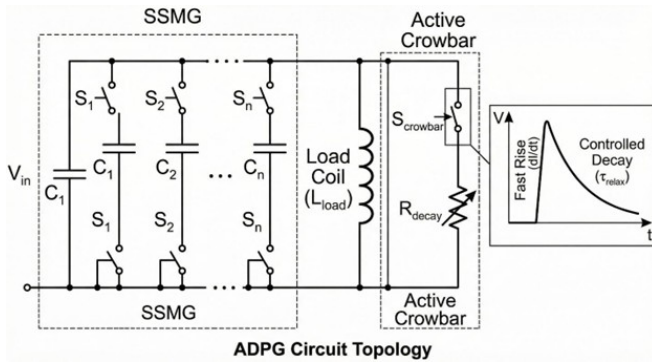 SSMG
Active
Crowbar
S1
S2
Sn
Scrowbar
Vin
C1
C1
C2
Cn
Load
Coil
(Lload)
Rdecay
S1
S2
Sn
SSMG
Active
Crowbar
V
Fast Rise
(dI/dt)
Controlled
Decay
(τrelax)
t
ADPG Circuit Topology